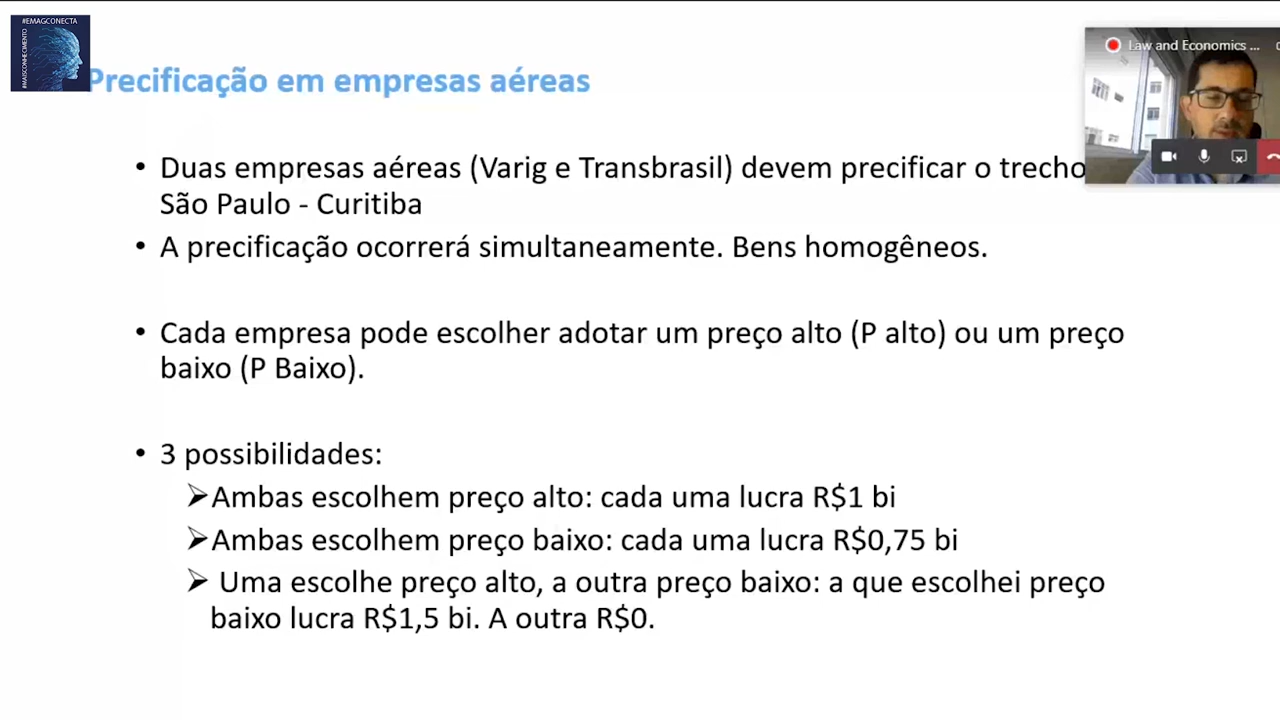 #EMAGCONECTA
#MAISCONHECIMENTO
Precificação em empresas aéreas
Law and Economics ...
• Duas empresas aéreas (Varig e Transbrasil) devem precificar o trecho
São Paulo - Curitiba
• A precificação ocorrerá simultaneamente. Bens homogêneos.
• Cada empresa pode escolher adotar um preço alto (P alto) ou um preço
baixo (P Baixo).
• 3 possibilidades:
➢Ambas escolhem preço alto: cada uma lucra R$1 bi
➢Ambas escolhem preço baixo: cada uma lucra R$0,75 bi
➢ Uma escolhe preço alto, a outra preço baixo: a que escolhei preço
baixo lucra R$1,5 bi. A outra R$0.